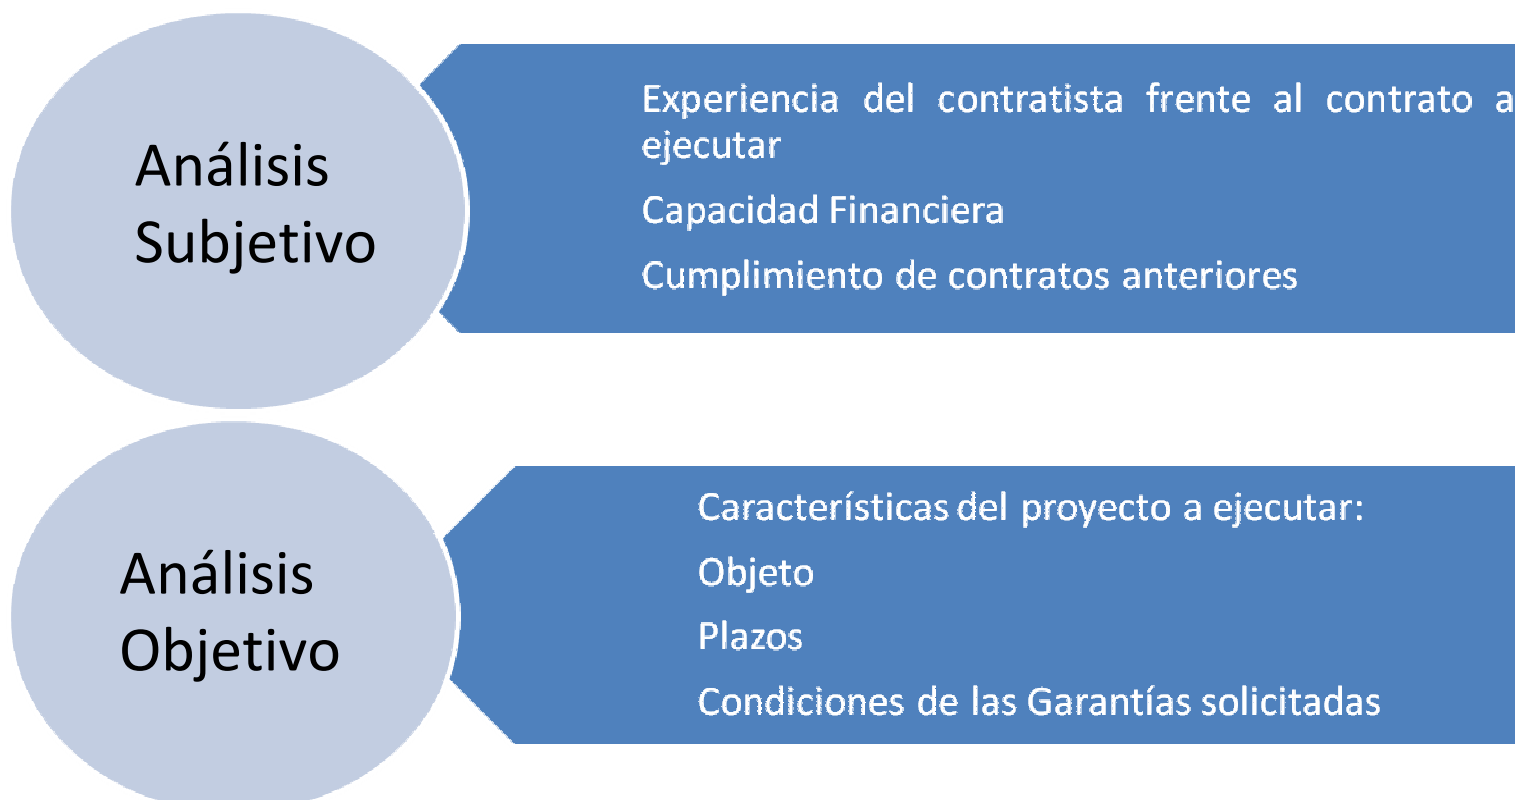 Análisis
Subjetivo
Experiencia del contratista frente al contrato a
ejecutar
Capacidad Financiera
Cumplimiento de contratos anteriores
Análisis
Objetivo
Características del proyecto a ejecutar:
Objeto
Plazos
Condiciones de las Garantías solicitadas